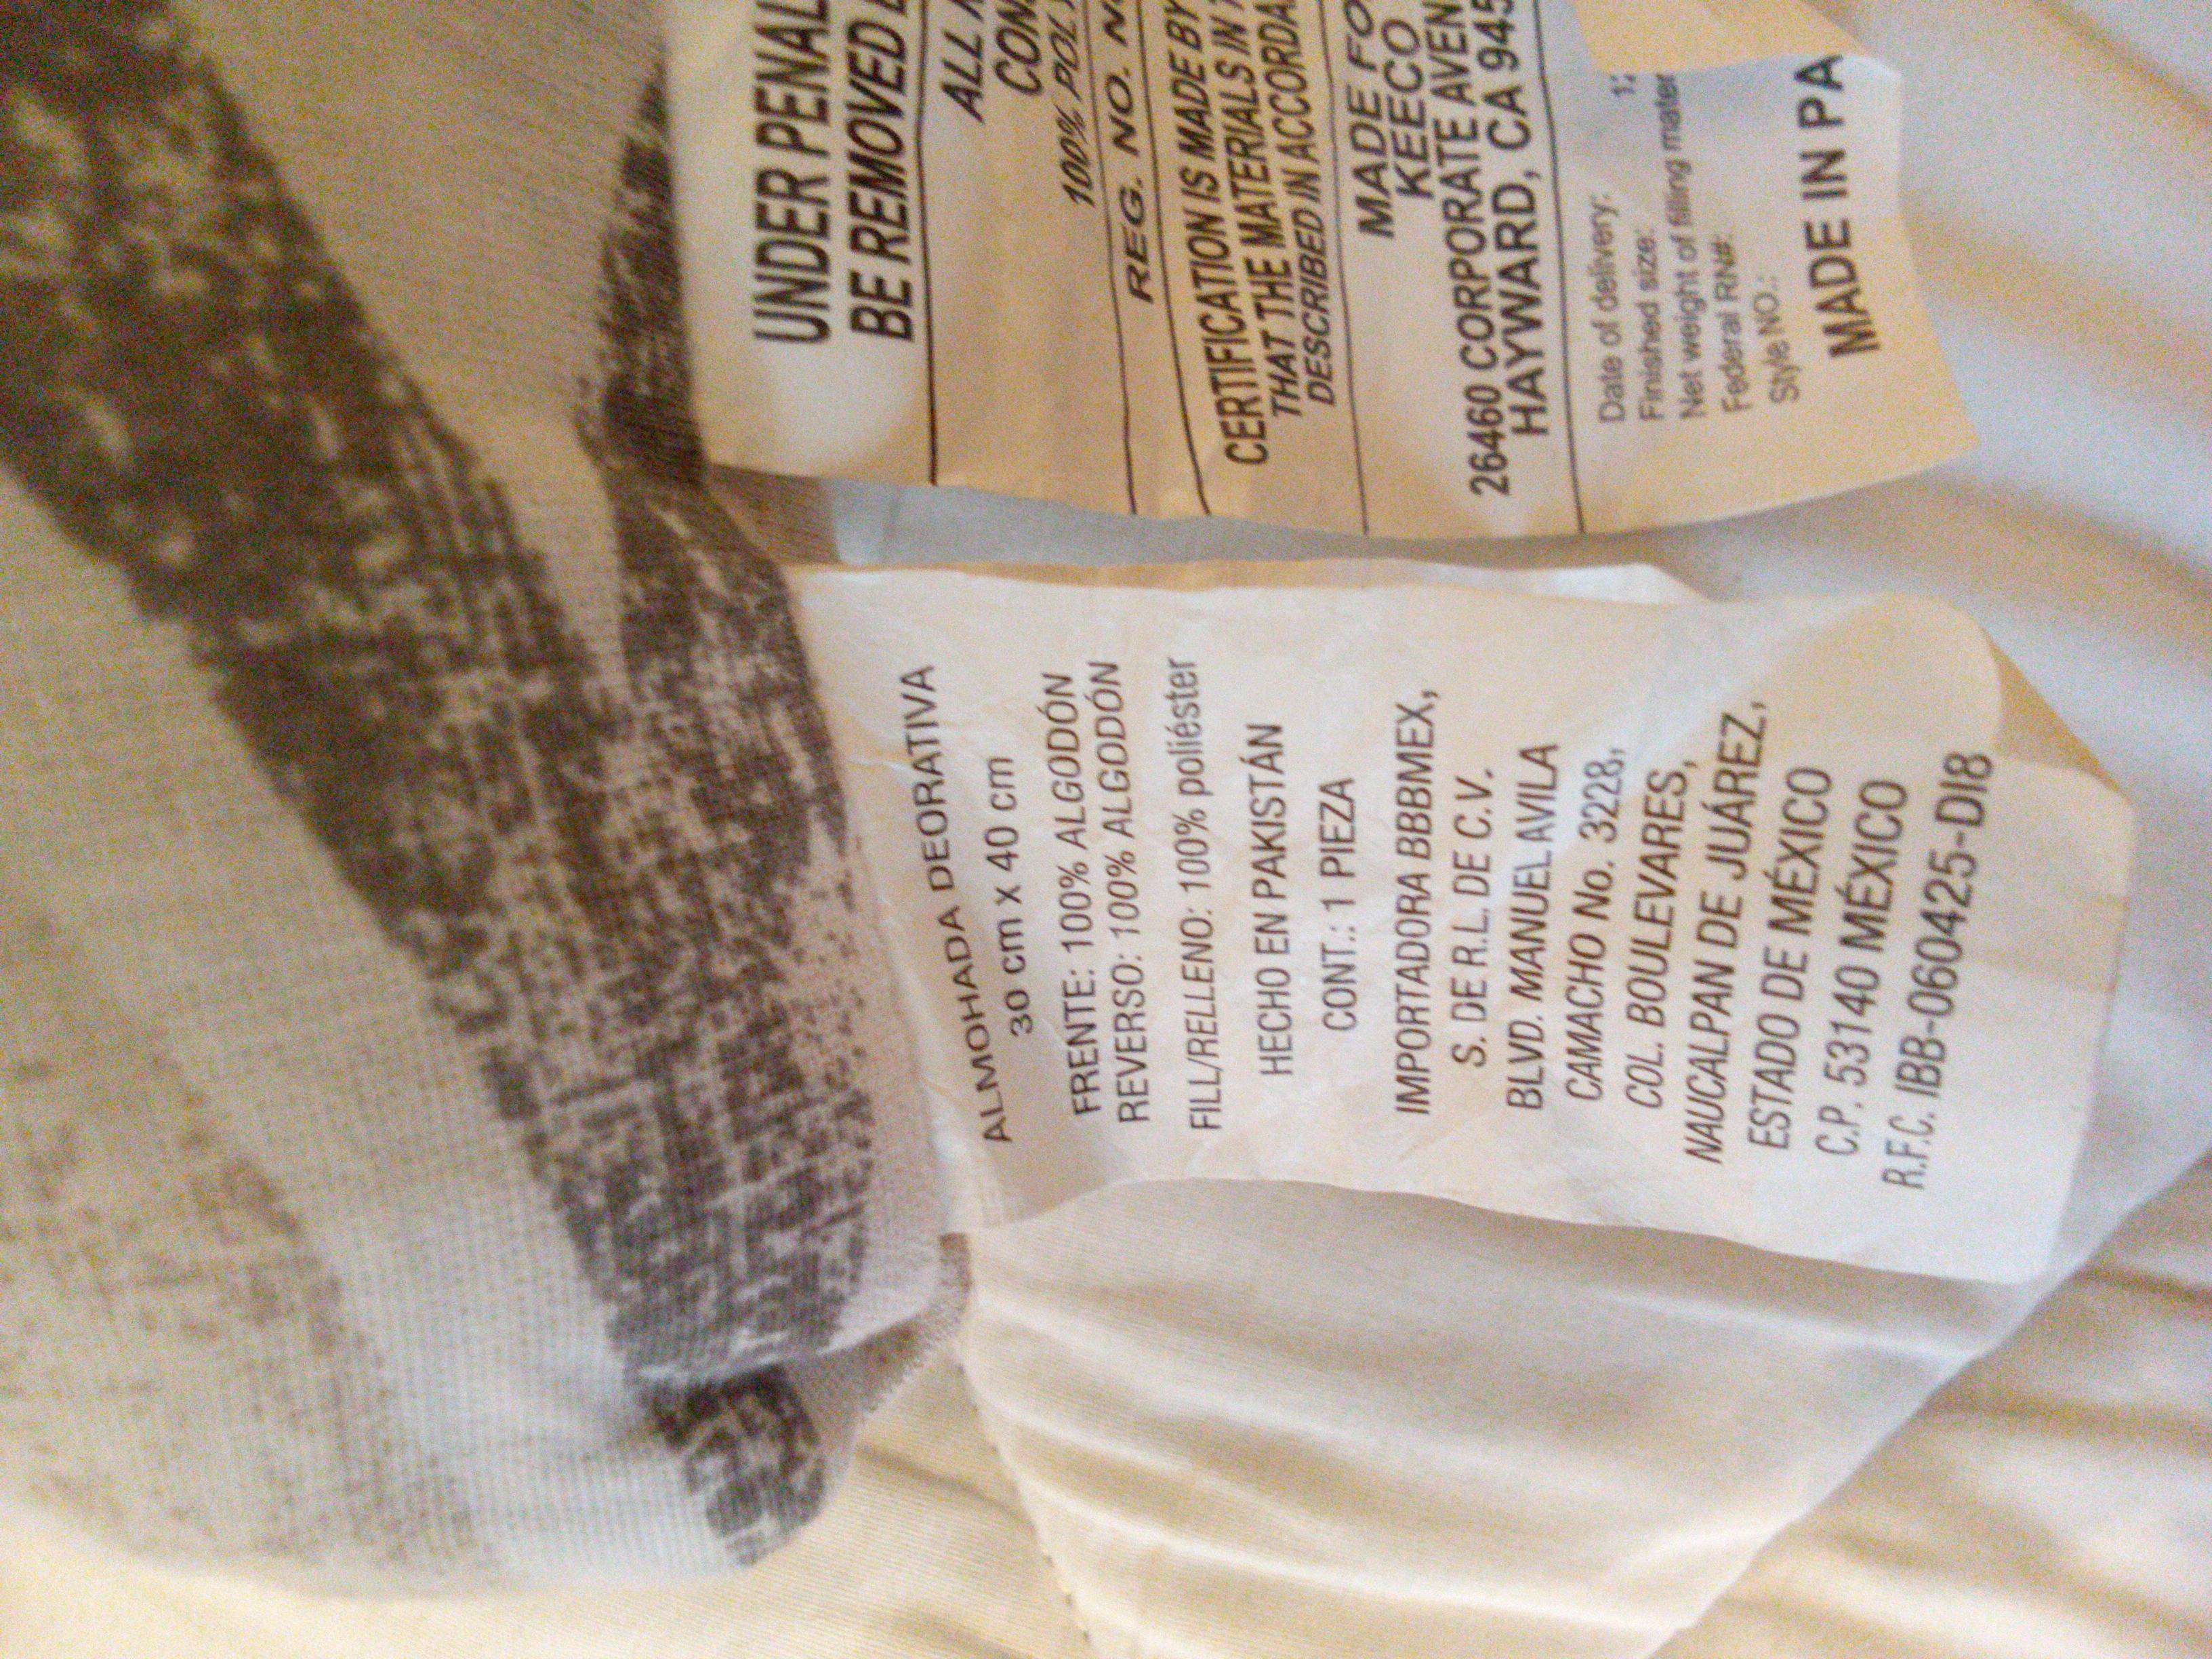 ALMOHADA DEORATIVA
30 cm x 40 cm
FRENTE: 100% ALGODÓN
REVERSO: 100% ALGODÓN
FILL/RELLENO: 100% poliéster
HECHO EN PAKISTÁN
CONT.: 1 PIEZA
IMPORTADORA BBBMEX,
S. DE R.L. DE C.V.
BLVD. MANUEL AVILA
CAMACHO No. 3228,
COL. BOULEVARES,
NAUCALPAN DE JUÁREZ,
ESTADO DE MÉXICO
C.P. 53140 MÉXICO
R.F.C. IBB-060425-DI8
UNDER PENAL
BE REMOVED
ALL
CON
100% POLY
REG. NO. N
CERTIFICATION IS MADE BY
THAT THE MATERIALS IN
DESCRIBED IN ACCORDA
MADE FO
KEECO
26460 CORPORATE AVEN
HAYWARD, CA 945
Date of delivery:
Finished size:
Net weight of filling mater
Federal RN#:
Style NO.:
MADE IN PA